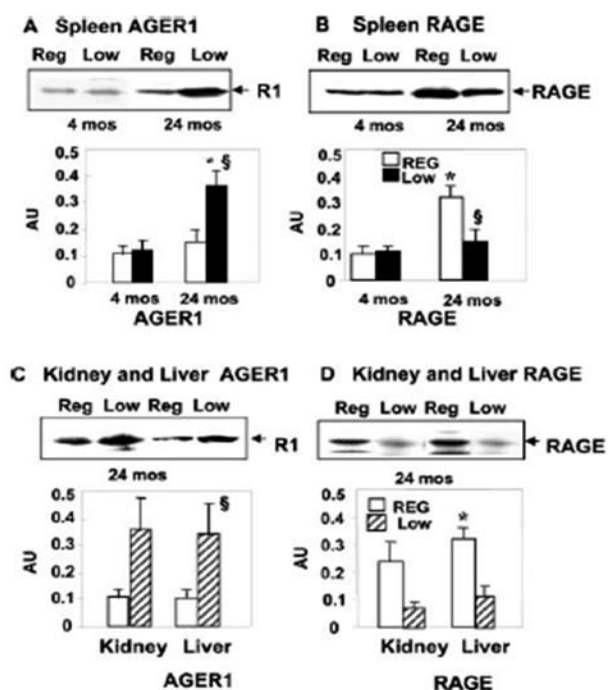 A Spleen AGER1
Reg Low Reg Low
R1
4 mos 24 mos
0.5
0.4
0.3
0.2
0.1
0
AU
* §
4 mos 24 mos
AGER1
B Spleen RAGE
Reg Low Reg Low
RAGE
4 mos 24 mos
0.5
0.4
0.3
0.2
0.1
0
AU
REG
Low
*
§
4 mos 24 mos
RAGE
C Kidney and Liver AGER1
Reg Low Reg Low
R1
24 mos
0.5
0.4
0.3
0.2
0.1
0
AU
§
Kidney Liver
AGER1
D Kidney and Liver RAGE
Reg Low Reg Low
RAGE
24 mos
0.5
0.4
0.3
0.2
0.1
0
AU
REG
Low
*
Kidney Liver
RAGE